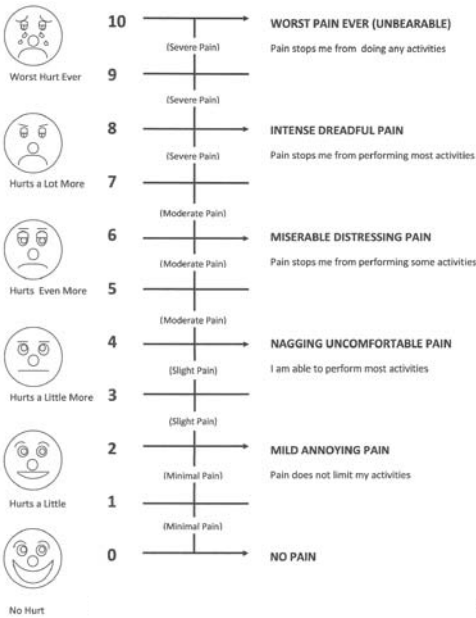 10 WORST PAIN EVER (UNBEARABLE)
(Severe Pain) Pain stops me from doing any activities
Worst Hurt Ever 9
(Severe Pain)
8 INTENSE DREADFUL PAIN
(Severe Pain) Pain stops me from performing most activities
Hurts a Lot More 7
(Moderate Pain)
6 MISERABLE DISTRESSING PAIN
(Moderate Pain) Pain stops me from performing some activities
Hurts Even More 5
(Moderate Pain)
4 NAGGING UNCOMFORTABLE PAIN
(Slight Pain) I am able to perform most activities
Hurts a Little More 3
(Slight Pain)
2 MILD ANNOYING PAIN
(Minimal Pain) Pain does not limit my activities
Hurts a Little 1
(Minimal Pain)
0 NO PAIN
No Hurt